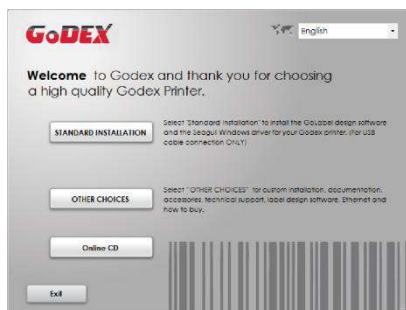 GoDEX
English
Welcome to Godex and thank you for choosing
a high quality Godex Printer.
STANDARD INSTALLATION
Select "Standard Installation" to install the GoLabel design software
and the Seagul Windows driver for your Godex printer. (For USB
cable connection ONLY)
OTHER CHOICES
Select "OTHER CHOICES" for custom installation, documentation,
accessories, technical support, label design software, Ethernet and
how to buy.
Online CD
Exit